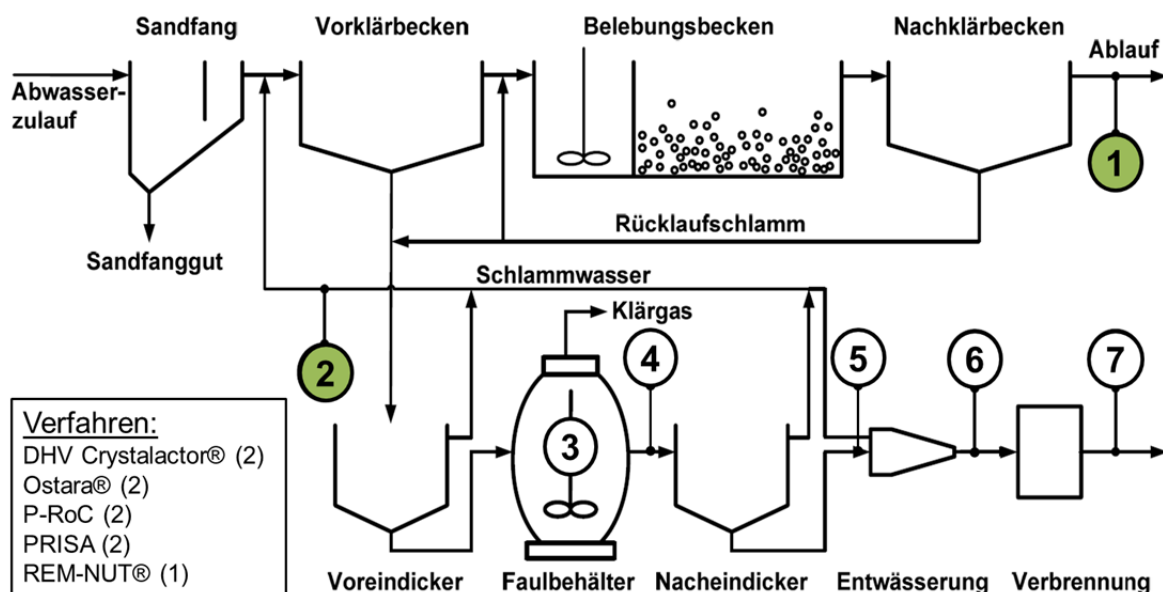 Sandfang
Vorklärbecken
Belebungsbecken
Nachklärbecken
Ablauf
Abwasser-
zulauf
1
Rücklaufschlamm
Sandfanggut
Schlammwasser
Klärgas
2
3
4
5
6
7
Verfahren:
DHV Crystalactor® (2)
Ostara® (2)
P-RoC (2)
PRISA (2)
REM-NUT® (1)
Voreindicker
Faulbehälter
Nacheindicker
Entwässerung
Verbrennung